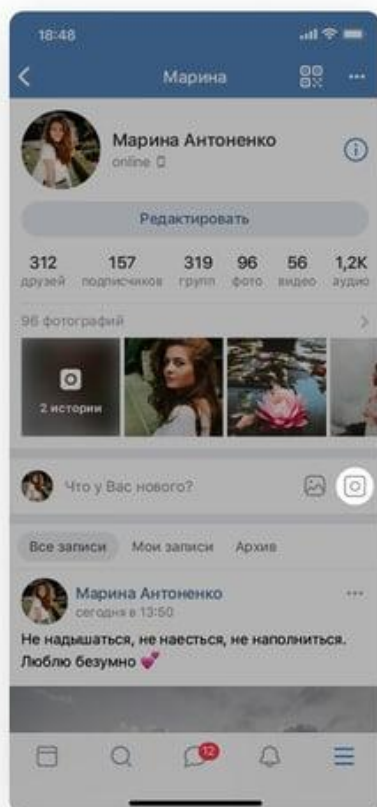 18:48
Марина
Марина Антоненко
online
Редактировать
312 157 319 96 56 1,2K
друзей подписчиков групп фото видео аудио
96 фотографий
2 истории
Что у Вас нового?
Все записи Мои записи Архив
Марина Антоненко
сегодня в 13:50
Не надышаться, не наесться, не наполниться.
Люблю безумно 💕
12